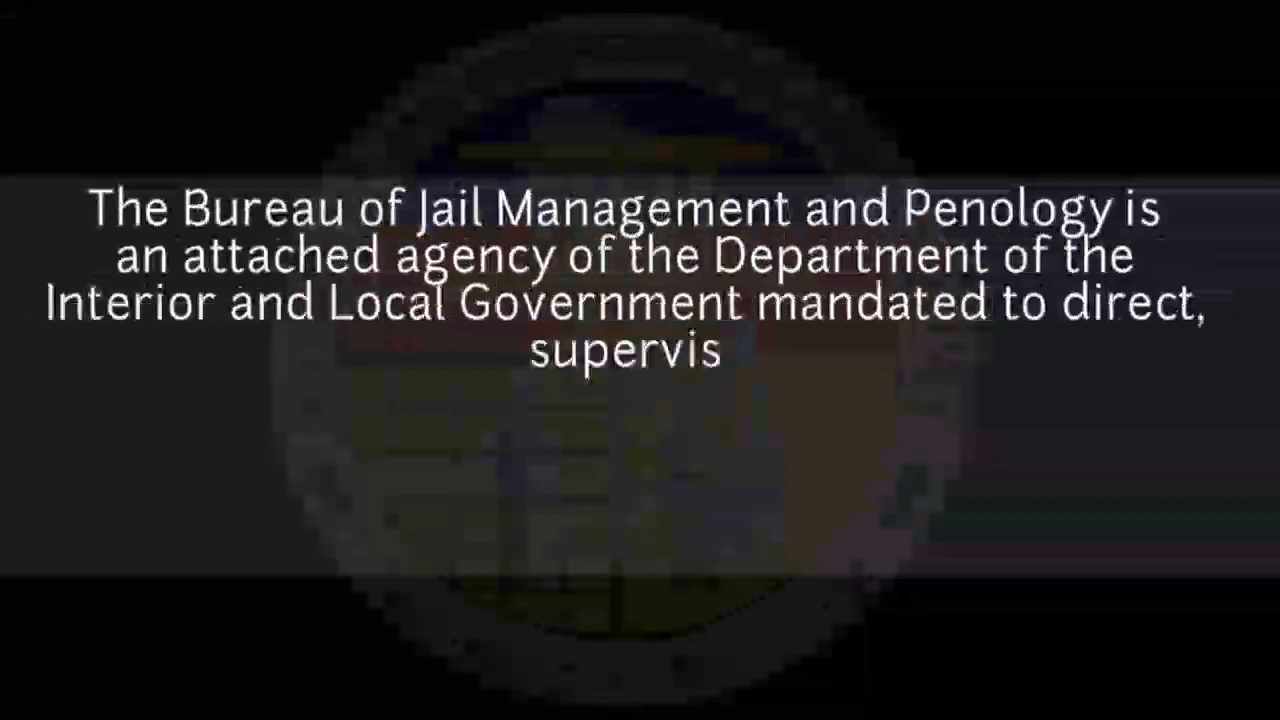 The Bureau of Jail Management and Penology is
an attached agency of the Department of the
Interior and Local Government mandated to direct,
supervis